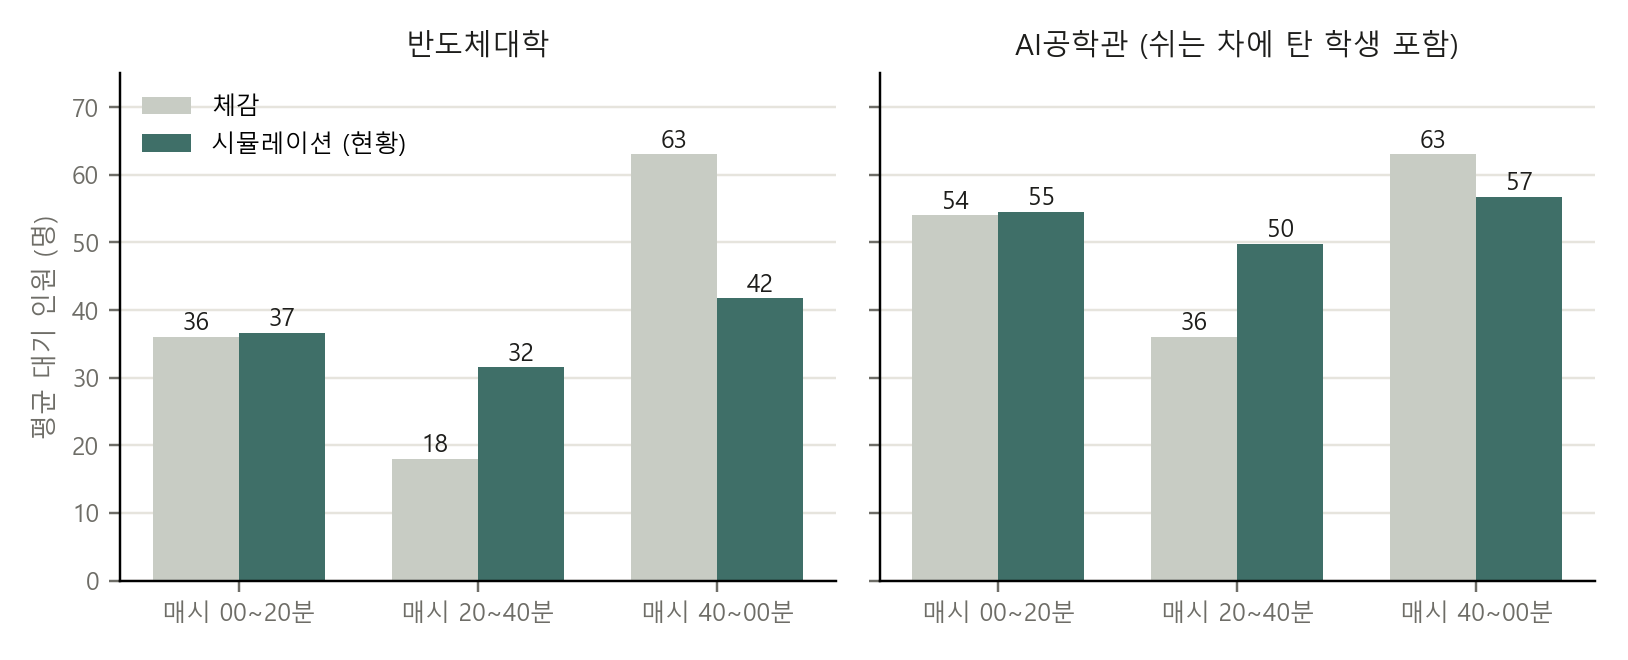 반도체대학
체감
시뮬레이션 (현황)
평균 대기 인원 (명)
70
60
50
40
30
20
10
0
36
37
18
32
63
42
매시 00~20분
매시 20~40분
매시 40~00분
AI공학관 (쉬는 차에 탄 학생 포함)
54
55
36
50
63
57
매시 00~20분
매시 20~40분
매시 40~00분